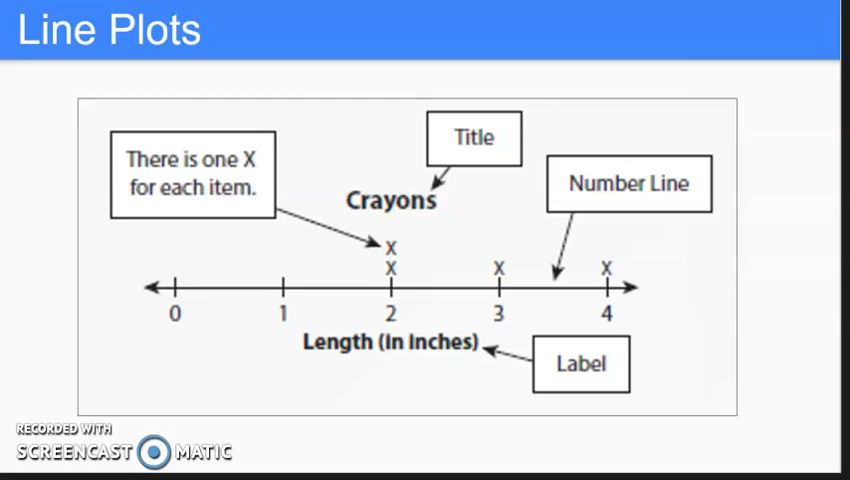 Line Plots
There is one X
for each item.
Title
Crayons
Number Line
X
X X X
0 1 2 3 4
Length (in inches)
Label
RECORDED WITH
SCREENCAST MATIC